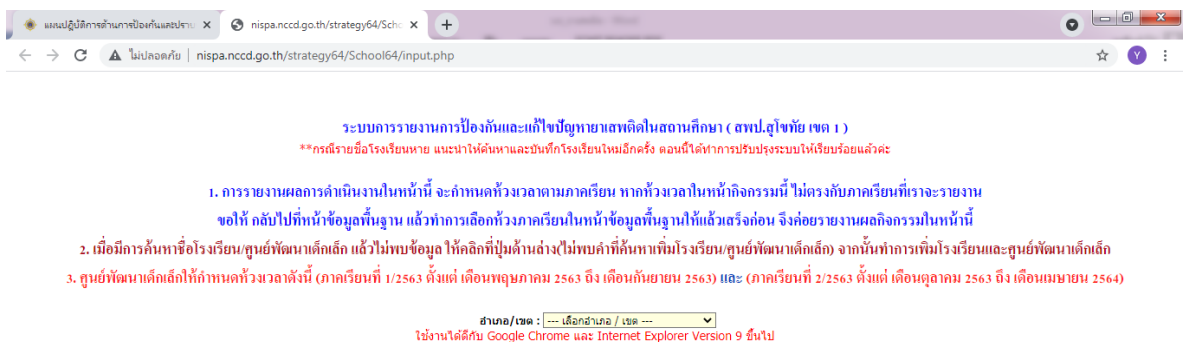 แผนปฏิบัติการด้านการป้องกันและปรา
nispa.nccd.go.th/strategy64/Scho
ไม่ปลอดภัย | nispa.nccd.go.th/strategy64/School64/input.php
Y
ระบบการรายงานการป้องกันและแก้ไขปัญหายาเสพติดในสถานศึกษา ( สพป.สุโขทัย เขต 1 )
**กรณีรายชื่อโรงเรียนหาย แนะนำให้ค้นหาและบันทึกโรงเรียนใหม่อีกครั้ง ตอนนี้ได้ทำการปรับปรุงระบบให้เรียบร้อยแล้วค่ะ
1. การรายงานผลการดำเนินงานในหน้านี้ จะกำหนดห้วงเวลาตามภาคเรียน หากห้วงเวลาในหน้ากิจกรรมนี้ ไม่ตรงกับภาคเรียนที่เราจะรายงาน
ขอให้ กลับไปที่หน้าข้อมูลพื้นฐาน แล้วทำการเลือกห้วงภาคเรียนในหน้าข้อมูลพื้นฐานให้แล้วเสร็จก่อน จึงค่อยรายงานผลกิจกรรมในหน้านี้
2. เมื่อมีการค้นหาชื่อโรงเรียน/ศูนย์พัฒนาเด็กเล็ก แล้วไม่พบข้อมูล ให้คลิกที่ปุ่มด้านล่าง(ไม่พบคำที่ค้นหาเพิ่มโรงเรียน/ศูนย์พัฒนาเด็กเล็ก) จากนั้นทำการเพิ่มโรงเรียนและศูนย์พัฒนาเด็กเล็ก
3. ศูนย์พัฒนาเด็กเล็กให้กำหนดห้วงเวลาดังนี้ (ภาคเรียนที่ 1/2563 ตั้งแต่ เดือนพฤษภาคม 2563 ถึง เดือนกันยายน 2563) และ (ภาคเรียนที่ 2/2563 ตั้งแต่ เดือนตุลาคม 2563 ถึง เดือนเมษายน 2564)
อำเภอ/เขต : --- เลือกอำเภอ / เขต ---
ใช้งานได้ดีกับ Google Chrome และ Internet Explorer Version 9 ขึ้นไป